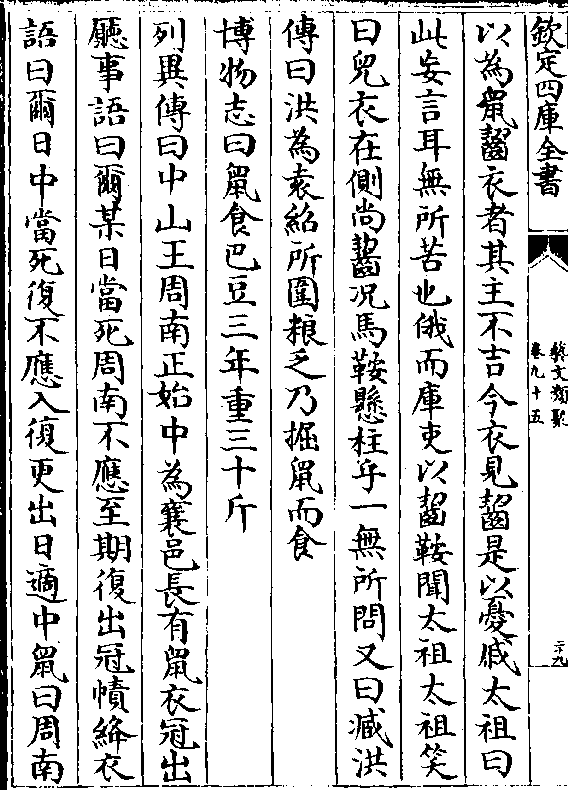 欽定四庫全書
藝文類聚
卷九十五
二十九
以為鼠齧衣者其主不吉今衣見齧是以憂戚太祖曰
此妄言耳無所苦也俄而庫吏以齧鞍聞太祖太祖笑
曰兒衣在側尚齧况馬鞍懸柱乎一無所問又曰臧洪
傳曰洪為袁紹所圍粮乏乃掘鼠而食
博物志曰鼠食巴豆三年重三十斤
列異傳曰中山王周南正始中為襄邑長有鼠衣冠出
廳事語曰爾某日當死周南不應至期復出冠幘絳衣
語曰爾日中當死復不應入復更出日適中鼠曰周南